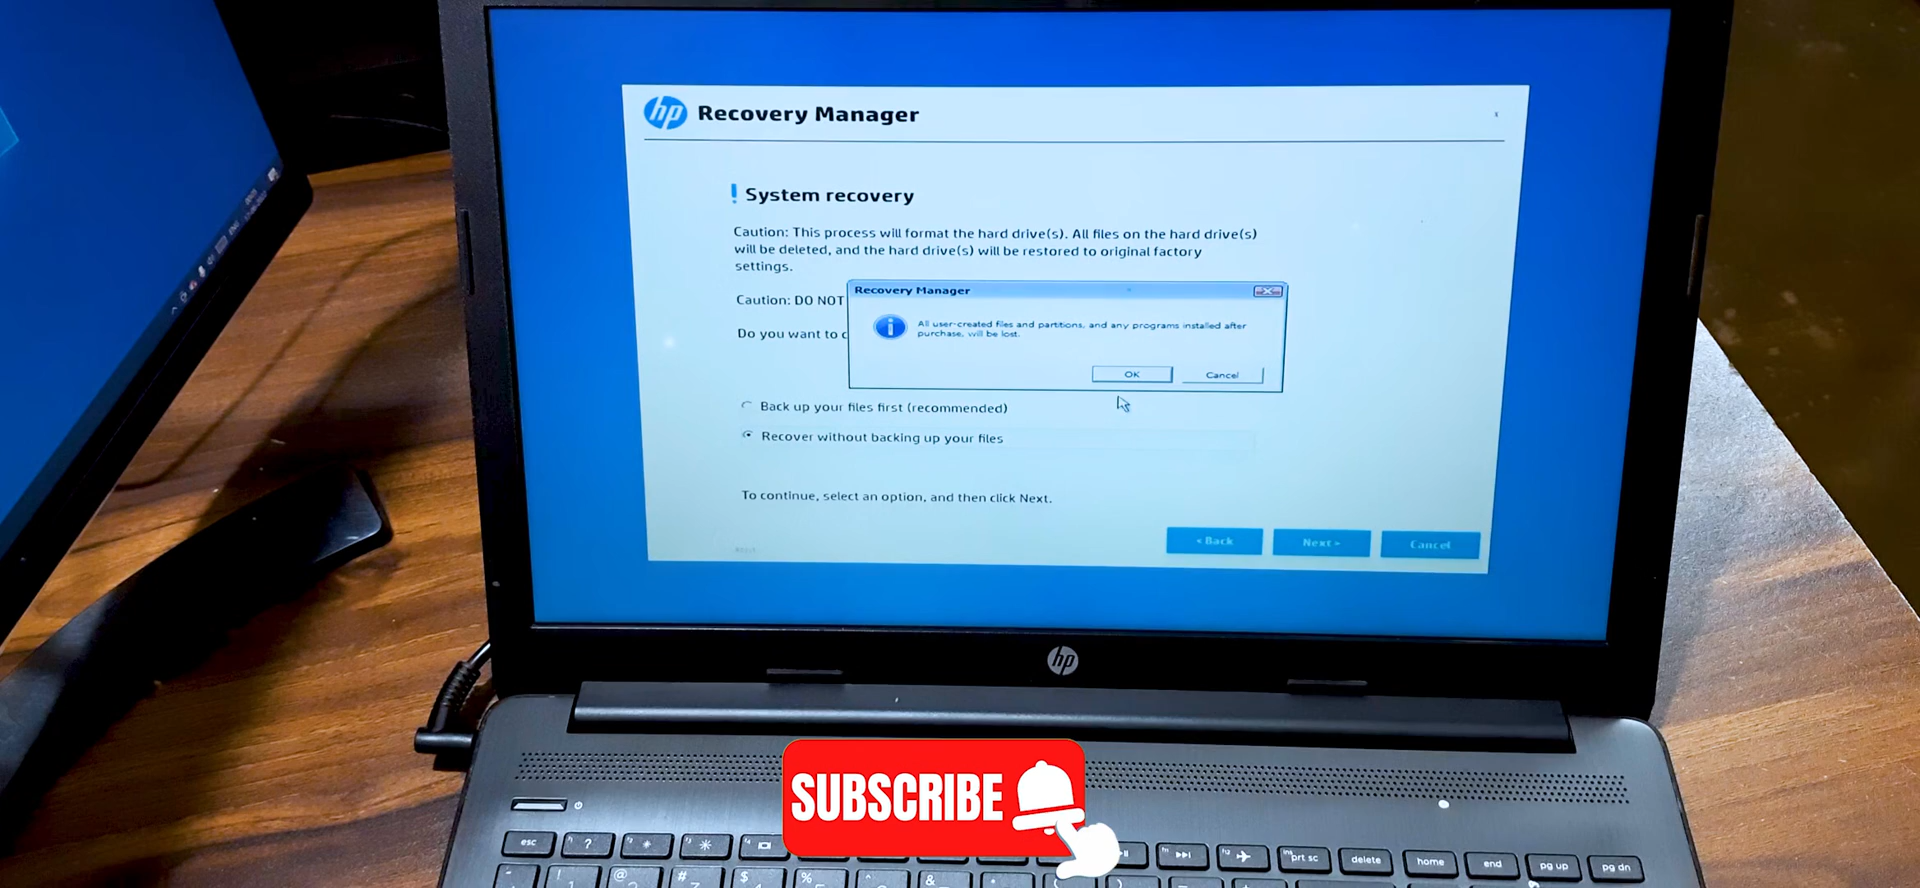 hp Recovery Manager
System recovery
Caution: This process will format the hard drive(s). All files on the hard drive(s)
will be deleted, and the hard drive(s) will be restored to original factory
settings.
Caution: DO NOT
Do you want to c
Recovery Manager
All user-created files and partitions, and any programs installed after
purchase, will be lost.
OK
Cancel
Back up your files first (recommended)
Recover without backing up your files
To continue, select an option, and then click Next.
< Back
Next >
Cancel
hp
SUBSCRIBE
esc
?
prt sc
delete
home
end
pg up
pg dn
! @ # $ % ^ &